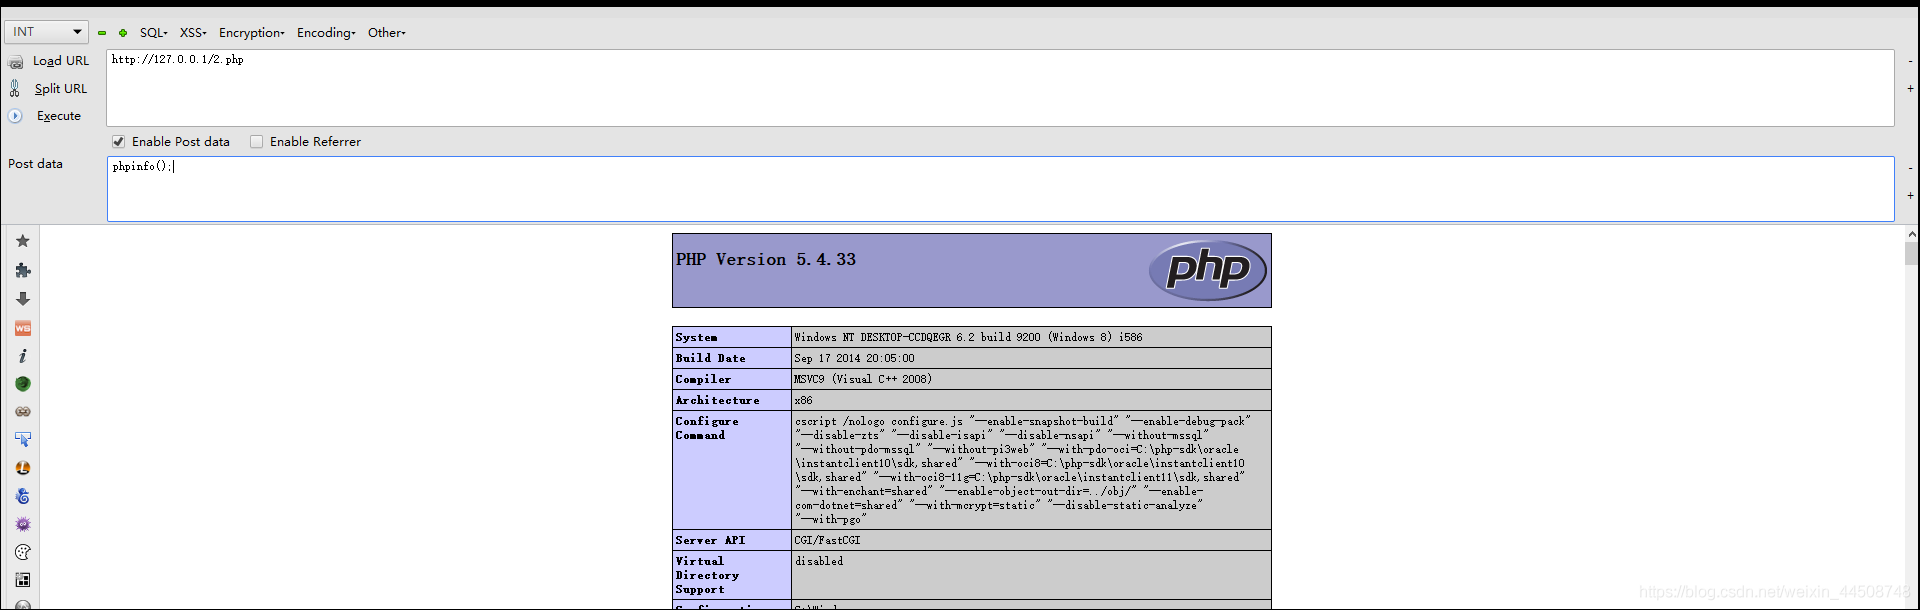 INT SQL XSS Encryption Encoding Other
Load URL
http://127.0.0.1/2.php
Split URL
Execute
Enable Post data Enable Referrer
Post data
phpinfo();
PHP Version 5.4.33
php
System Windows NT DESKTOP-CCDQEGR 6.2 build 9200 (Windows 8) i586
Build Date Sep 17 2014 20:05:00
Compiler MSVC9 (Visual C++ 2008)
Architecture x86
Configure Command
cscript /nologo configure.js "--enable-snapshot-build" "--enable-debug-pack"
"--disable-zts" "--disable-isapi" "--disable-nsapi" "--without-mssql"
"--without-pdo-mssql" "--without-pi3web" "--with-pdo-oci=C:\php-sdk\oracle
\instantclient10\sdk,shared" "--with-oci8=C:\php-sdk\oracle\instantclient10
\sdk,shared" "--with-oci8-11g=C:\php-sdk\oracle\instantclient11\sdk,shared"
"--with-enchant=shared" "--enable-object-out-dir=../obj/" "--enable-
com-dotnet=shared" "--with-mcrypt=static" "--disable-static-analyze"
"--with-pgo"
Server API CGI/FastCGI
Virtual Directory Support disabled
https://blog.csdn.net/weixin_44508748